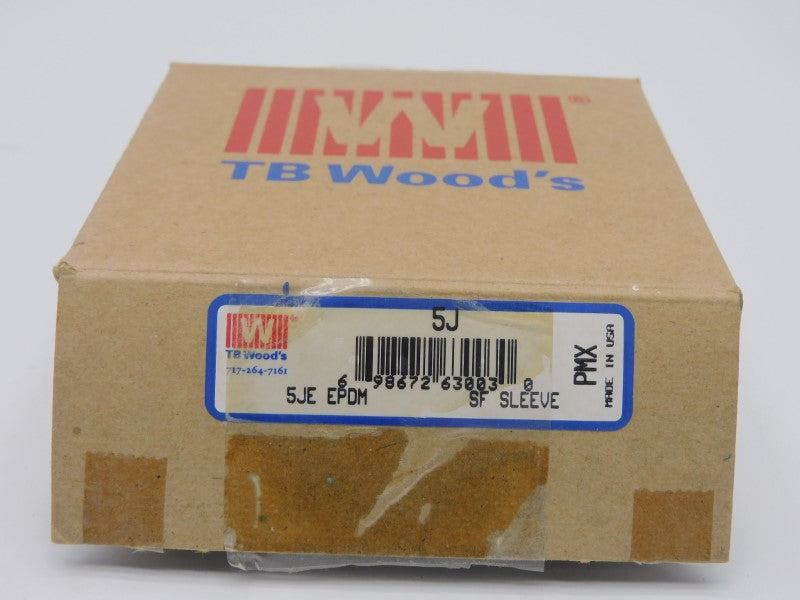 W ®
TB Wood's
5J
W ®
TB Wood's
717-264-7161
6 98672 63003 0
5JE EPDM SF SLEEVE
PMX
MADE IN USA